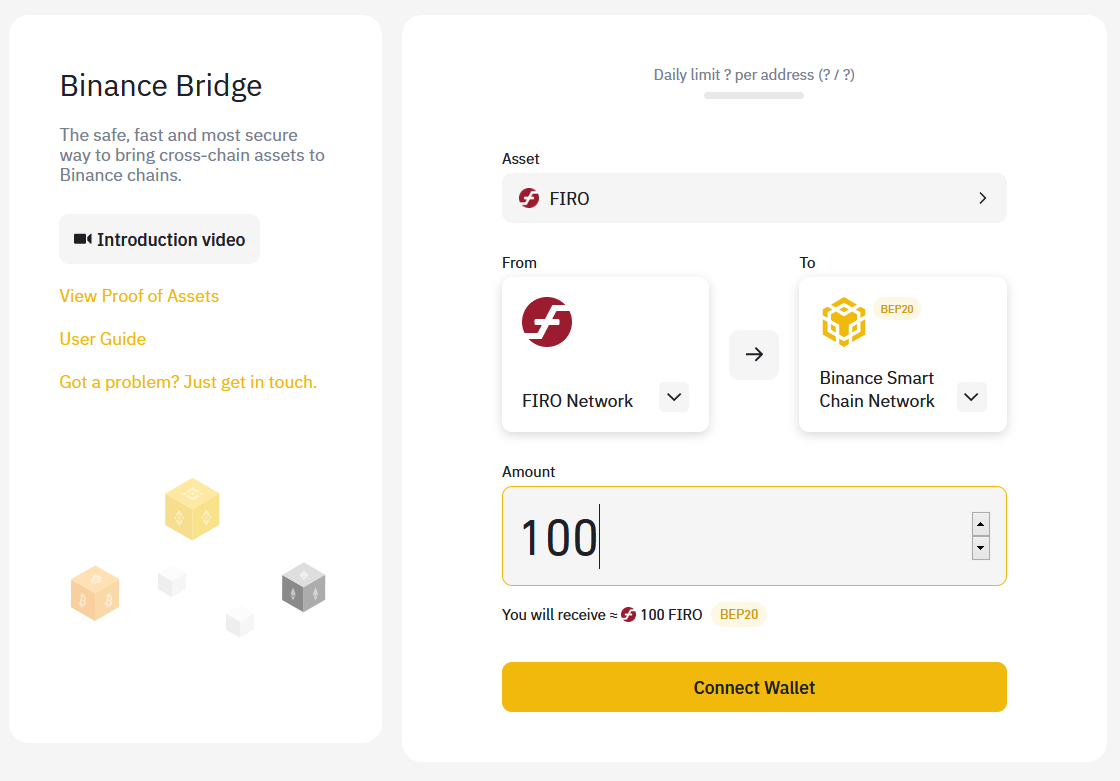 Binance Bridge
The safe, fast and most secure
way to bring cross-chain assets to
Binance chains.
Introduction video
View Proof of Assets
User Guide
Got a problem? Just get in touch.
Daily limit ? per address (? / ?)
Asset
FIRO
From
To
BEP20
FIRO Network
Binance Smart
Chain Network
Amount
100
You will receive ≈ 100 FIRO BEP20
Connect Wallet